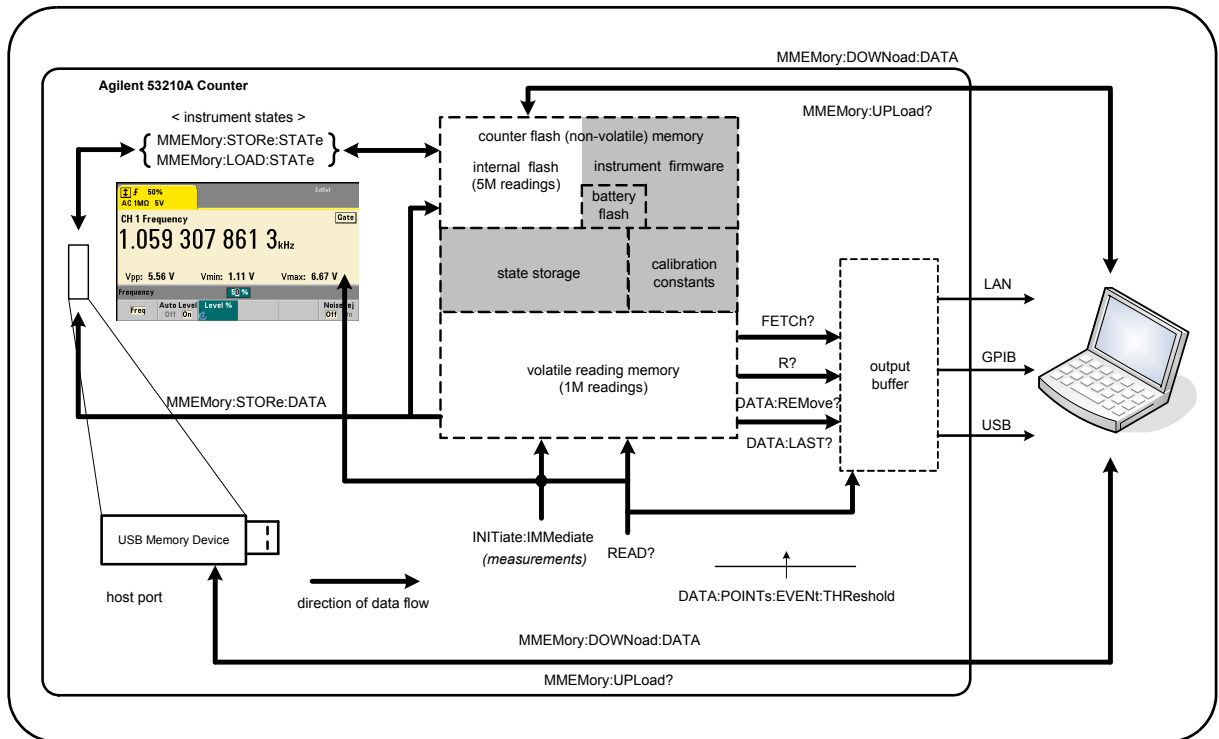 MMEMory:DOWNoad:DATA
Agilent 53210A Counter
< instrument states >
MMEMory:STORe:STATe
MMEMory:LOAD:STATe
MMEMory:UPLoad?
counter flash (non-volatile) memory
internal flash
(5M readings)
instrument firmware
battery
flash
state storage
calibration
constants
50%
AC 1MΩ 5V
CH 1 Frequency
Gate
1.059 307 861 3 kHz
Vpp: 5.56 V Vmin: 1.11 V Vmax: 6.67 V
Frequency
50 %
Freq
Auto Level
Off On
Level %
Off
volatile reading memory
(1M readings)
MMEMory:STORe:DATA
FETCh?
R?
DATA:REMove?
DATA:LAST?
output
buffer
LAN
GPIB
USB
INITiate:IMMediate
(measurements)
READ?
USB Memory Device
host port
direction of data flow
DATA:POINTs:EVENt:THReshold
MMEMory:DOWNoad:DATA
MMEMory:UPLoad?